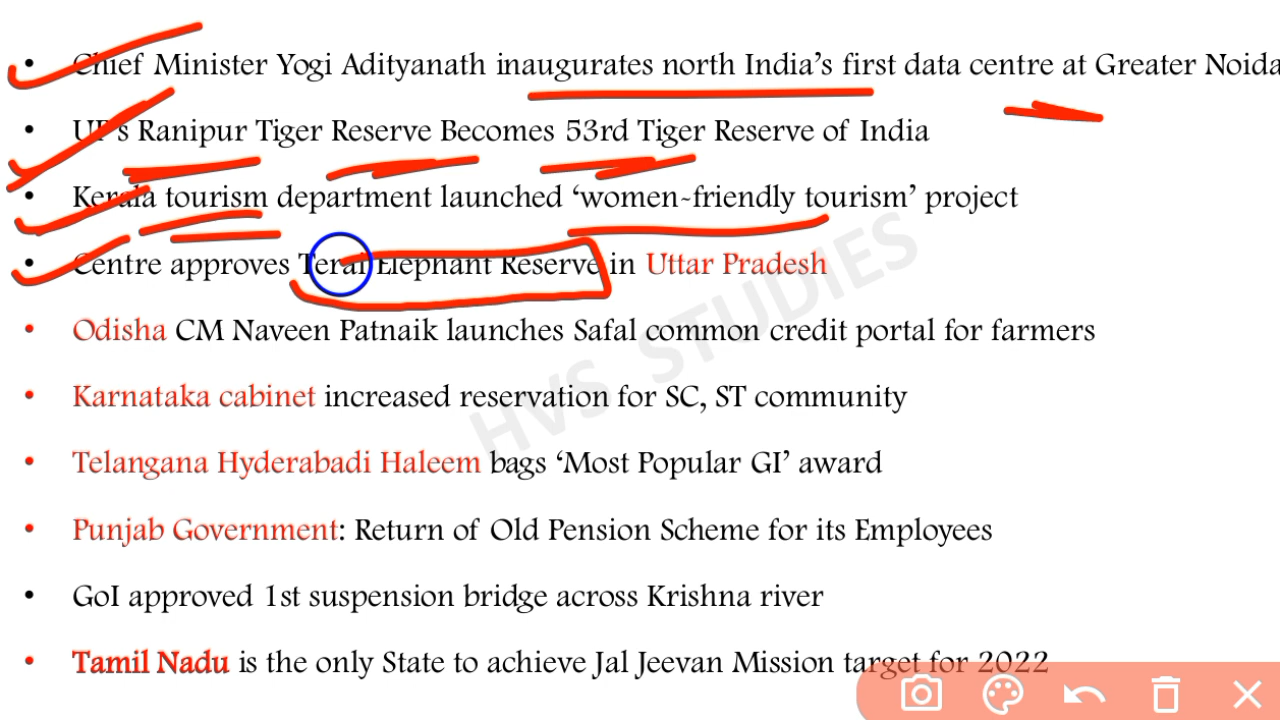 • Chief Minister Yogi Adityanath inaugurates north India’s first data centre at Greater Noida
• UP's Ranipur Tiger Reserve Becomes 53rd Tiger Reserve of India
• Kerala tourism department launched ‘women-friendly tourism’ project
• Centre approves Terai Elephant Reserve in Uttar Pradesh
• Odisha CM Naveen Patnaik launches Safal common credit portal for farmers
• Karnataka cabinet increased reservation for SC, ST community
• Telangana Hyderabadi Haleem bags ‘Most Popular GI’ award
• Punjab Government: Return of Old Pension Scheme for its Employees
• GoI approved 1st suspension bridge across Krishna river
• Tamil Nadu is the only State to achieve Jal Jeevan Mission target for 2022
HVS STUDIES